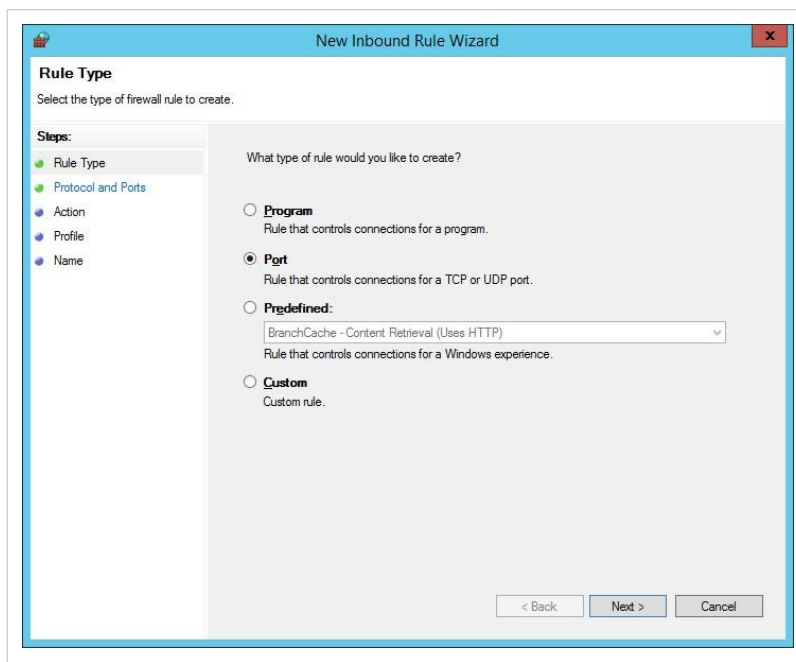 New Inbound Rule Wizard
x
Rule Type
Select the type of firewall rule to create.
Steps:
Rule Type
Protocol and Ports
Action
Profile
Name
What type of rule would you like to create?
Program
Rule that controls connections for a program.
Port
Rule that controls connections for a TCP or UDP port.
Predefined:
BranchCache - Content Retrieval (Uses HTTP)
Rule that controls connections for a Windows experience.
Custom
Custom rule.
< Back Next > Cancel